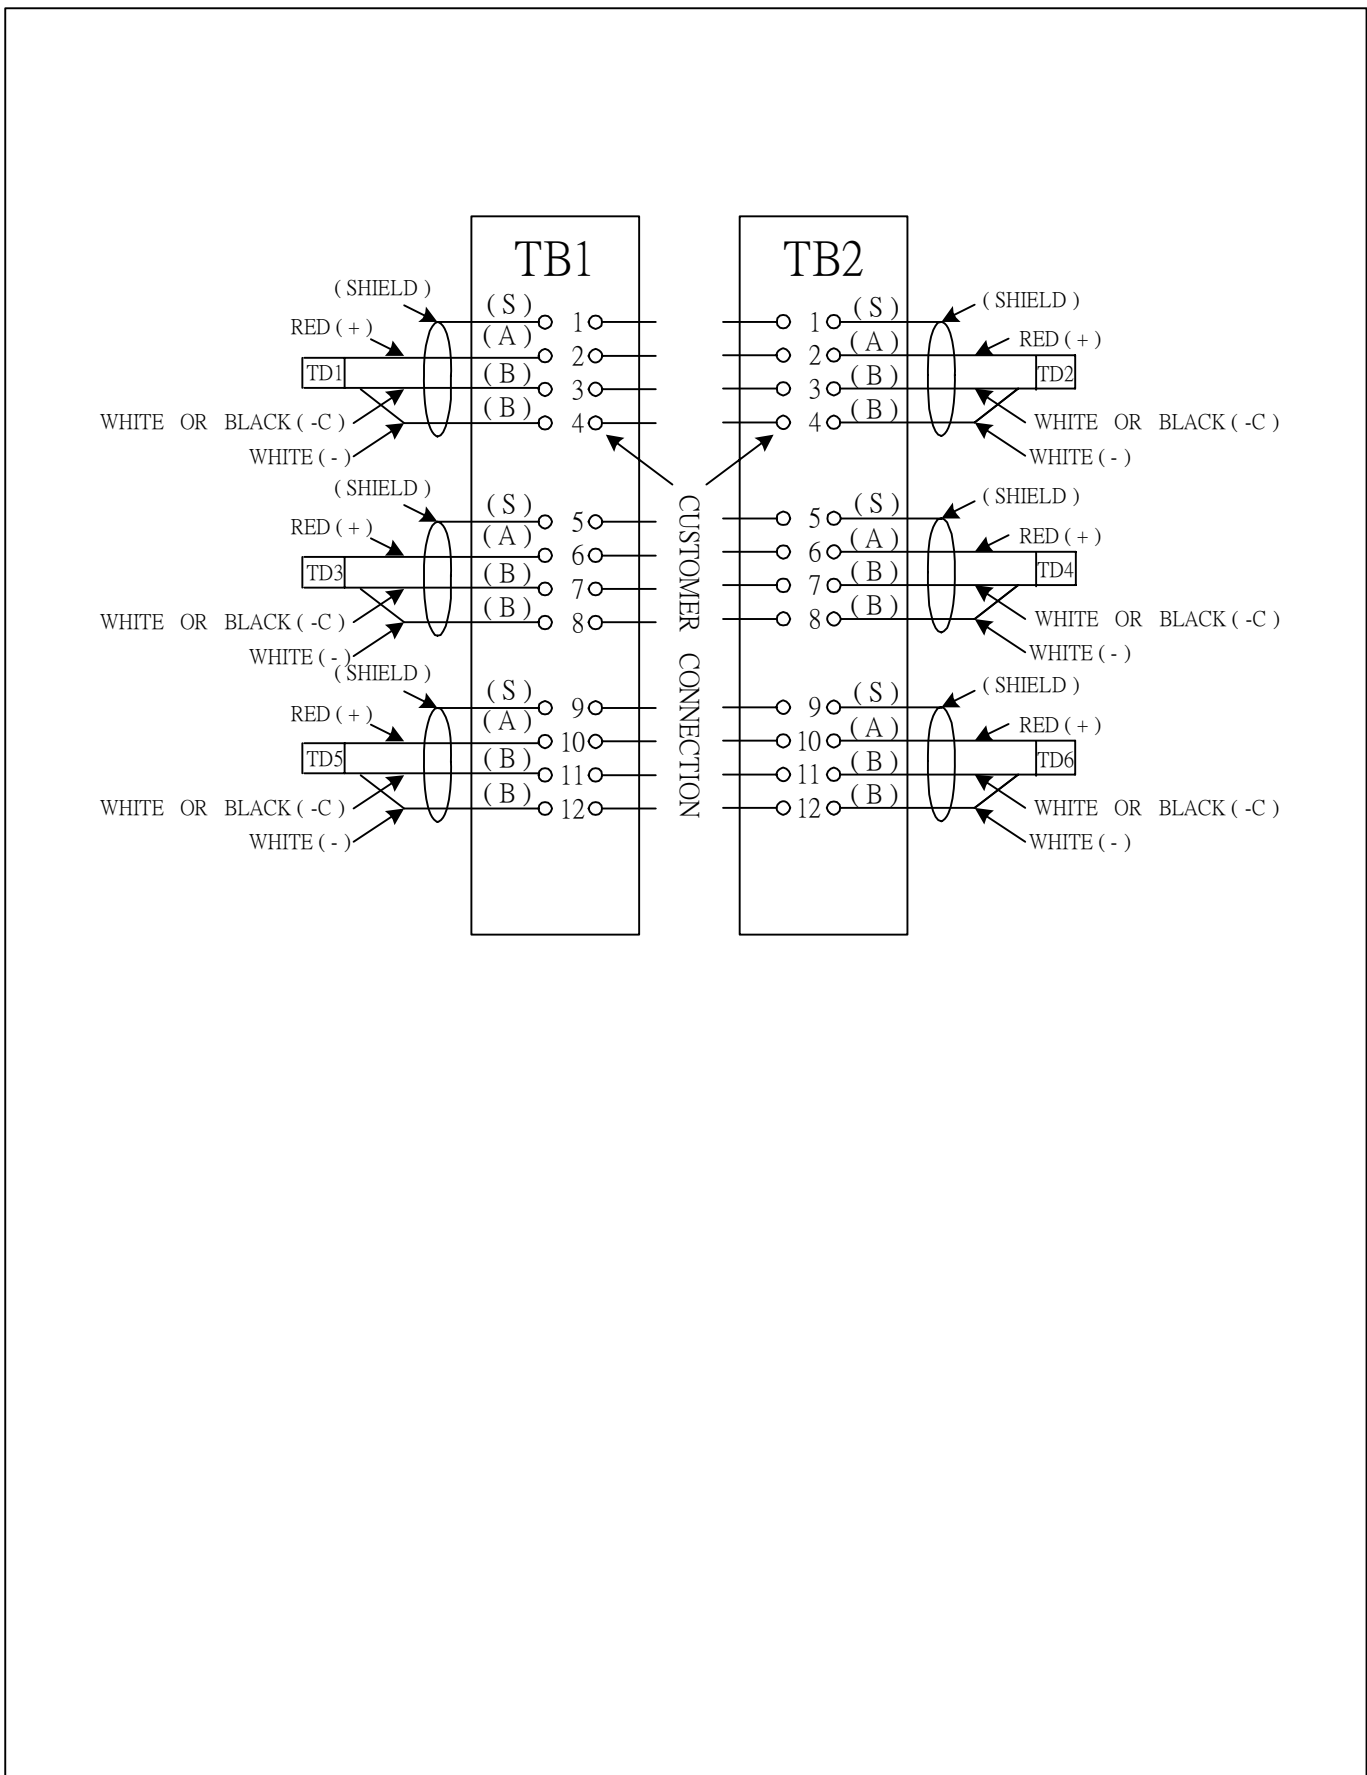 TB1
TB2
( SHIELD )
( S )
1
1
( S )
( SHIELD )
RED ( + )
( A )
2
2
( A )
RED ( + )
TD1
( B )
3
3
( B )
TD2
WHITE OR BLACK ( -C )
( B )
4
4
( B )
WHITE OR BLACK ( -C )
WHITE ( - )
WHITE ( - )
( SHIELD )
( S )
5
5
( S )
( SHIELD )
RED ( + )
( A )
6
6
( A )
RED ( + )
TD3
( B )
7
7
( B )
TD4
WHITE OR BLACK ( -C )
( B )
8
8
( B )
WHITE OR BLACK ( -C )
WHITE ( - )
WHITE ( - )
( SHIELD )
( S )
9
9
( S )
( SHIELD )
RED ( + )
( A )
10
10
( A )
RED ( + )
TD5
( B )
11
11
( B )
TD6
WHITE OR BLACK ( -C )
( B )
12
12
( B )
WHITE OR BLACK ( -C )
WHITE ( - )
WHITE ( - )
CUSTOMER CONNECTION